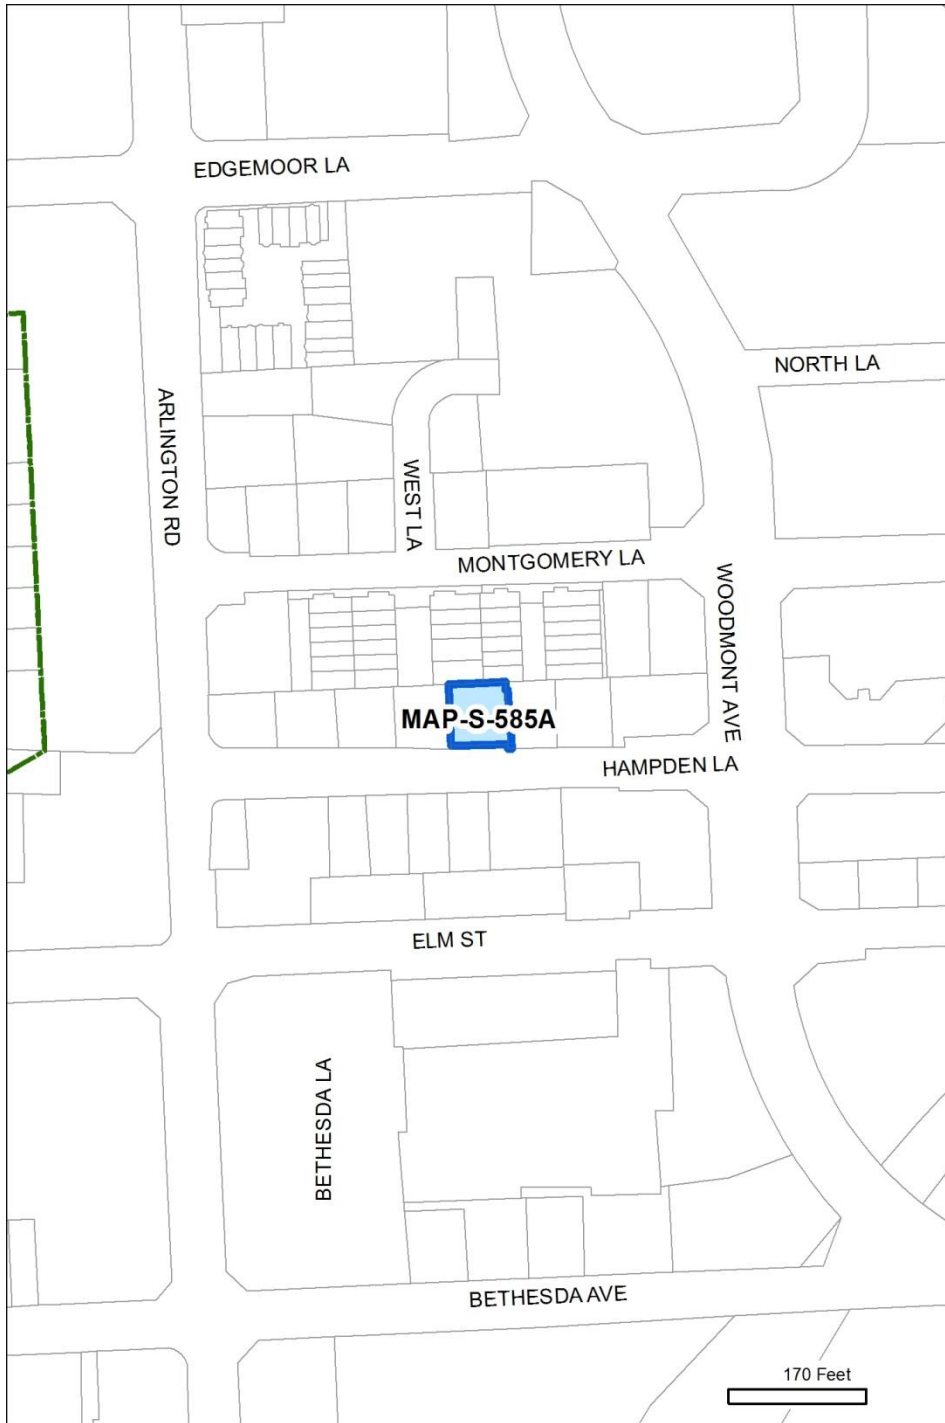 EDGEMOOR LA
NORTH LA
ARLINGTON RD
WEST LA
MONTGOMERY LA
WOODMONT AVE
MAP-S-585A
HAMPDEN LA
ELM ST
BETHESDA LA
BETHESDA AVE
170 Feet